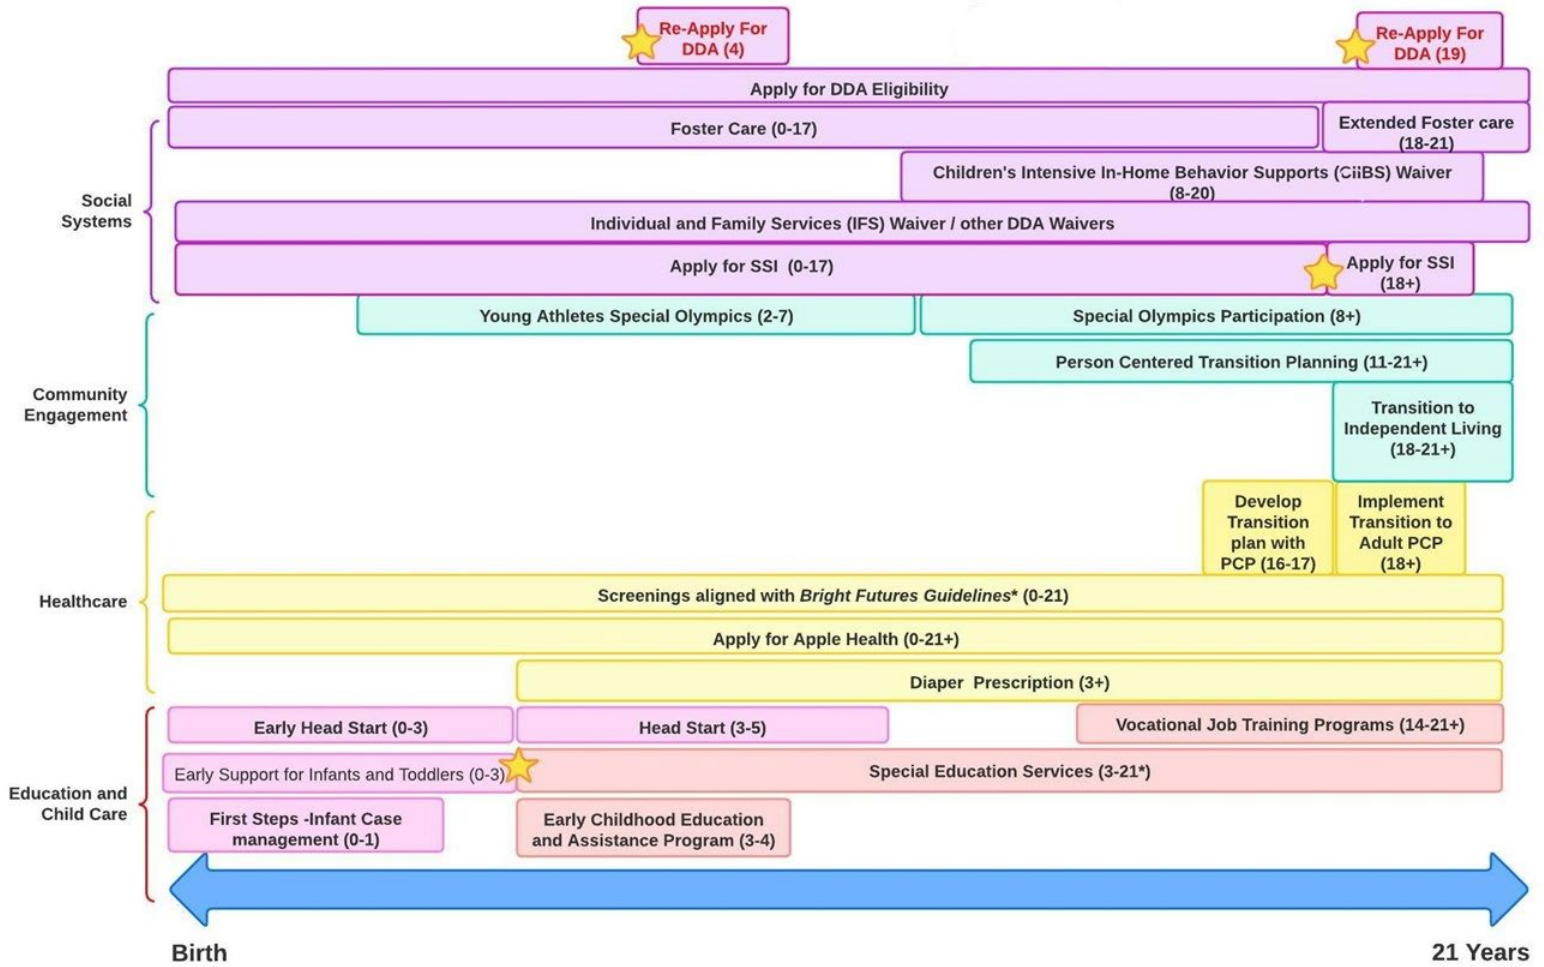 Re-Apply For
DDA (4)
Re-Apply For
DDA (19)
Apply for DDA Eligibility
Foster Care (0-17)
Extended Foster care
(18-21)
Children's Intensive In-Home Behavior Supports (CiiBS) Waiver
(8-20)
Social
Systems
Individual and Family Services (IFS) Waiver / other DDA Waivers
Apply for SSI (0-17)
Apply for SSI
(18+)
Young Athletes Special Olympics (2-7)
Special Olympics Participation (8+)
Person Centered Transition Planning (11-21+)
Community
Engagement
Transition to
Independent Living
(18-21+)
Develop
Transition
plan with
PCP (16-17)
Implement
Transition to
Adult PCP
(18+)
Healthcare
Screenings aligned with Bright Futures Guidelines* (0-21)
Apply for Apple Health (0-21+)
Diaper Prescription (3+)
Early Head Start (0-3)
Head Start (3-5)
Vocational Job Training Programs (14-21+)
Early Support for Infants and Toddlers (0-3)
Special Education Services (3-21*)
Education and
Child Care
First Steps -Infant Case
management (0-1)
Early Childhood Education
and Assistance Program (3-4)
Birth
21 Years